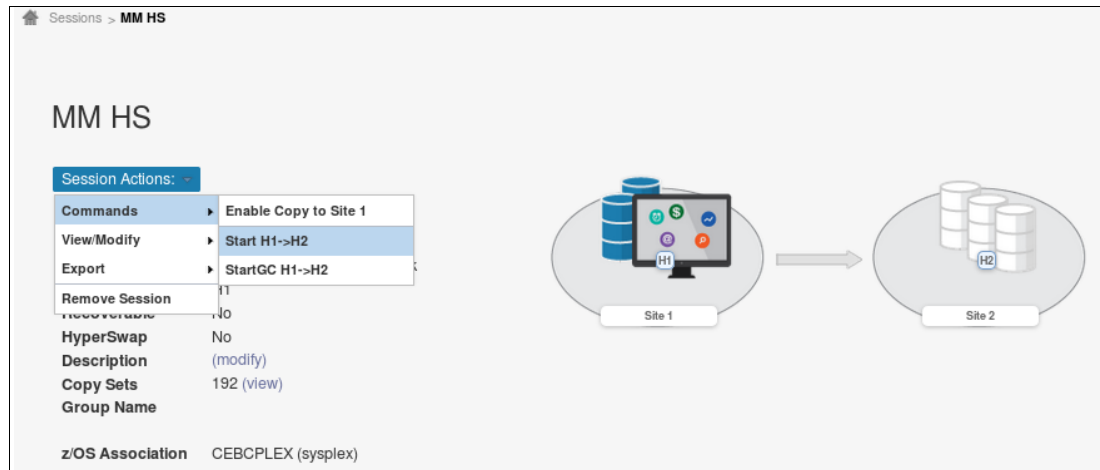 Sessions > MM HS
MM HS
Session Actions:
Commands
Enable Copy to Site 1
View/Modify
Start H1->H2
Export
StartGC H1->H2
Remove Session
H1
Recoverable No
HyperSwap No
Description (modify)
Copy Sets 192 (view)
Group Name
z/OS Association CEBCPLEX (sysplex)
H1
Site 1
H2
Site 2